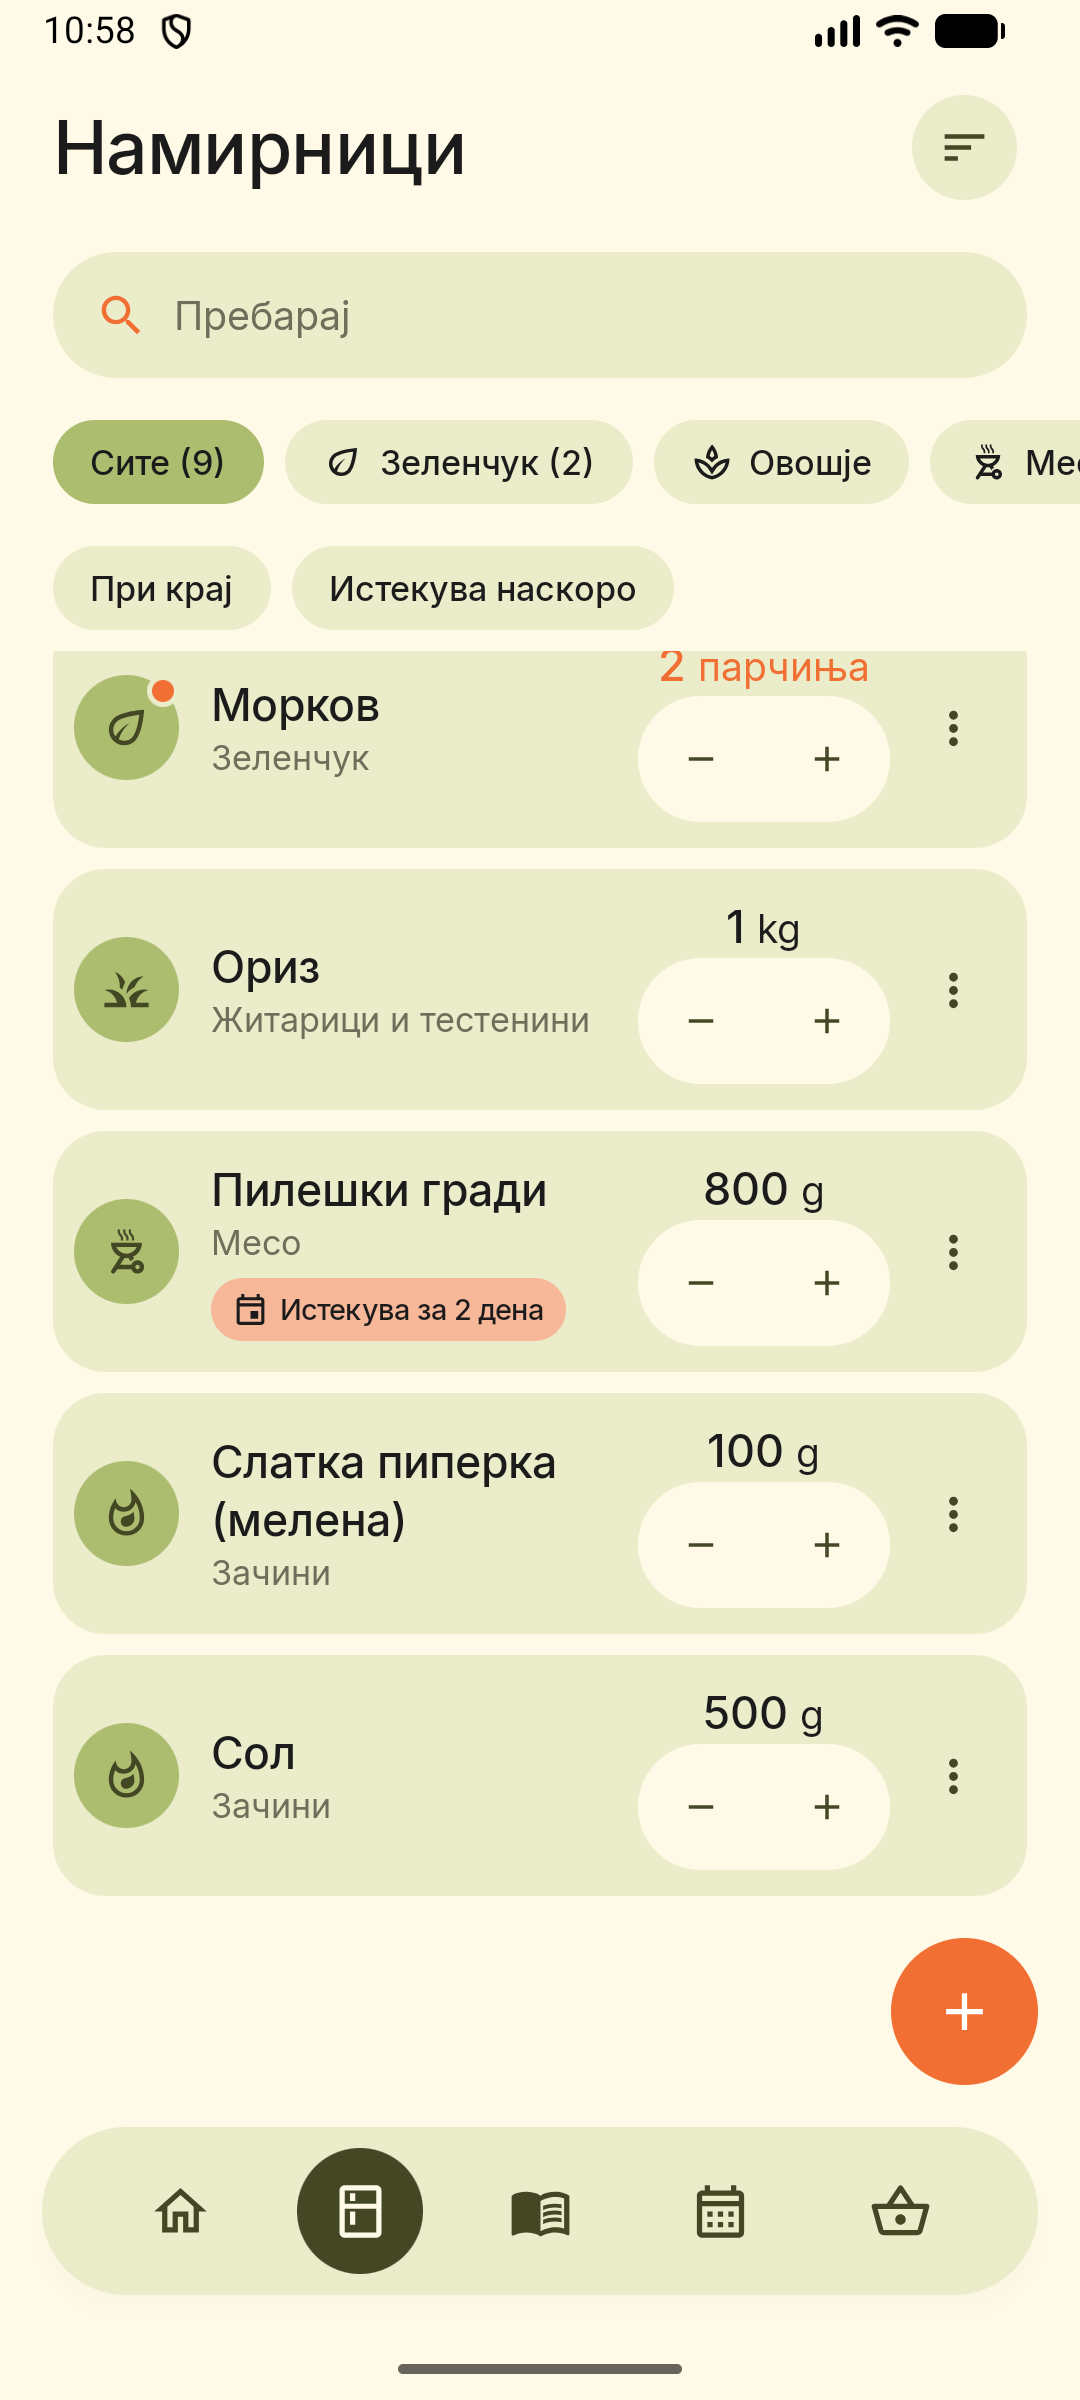 10:58
Намирници
Пребарај
Сите (9)
Зеленчук (2)
Овошје
При крај
Истекува наскоро
2 парчиња
Морков
Зеленчук
1 kg
Ориз
Житарици и тестенини
800 g
Пилешки гради
Месо
Истекува за 2 дена
100 g
Слатка пиперка
(мелена)
Зачини
500 g
Сол
Зачини